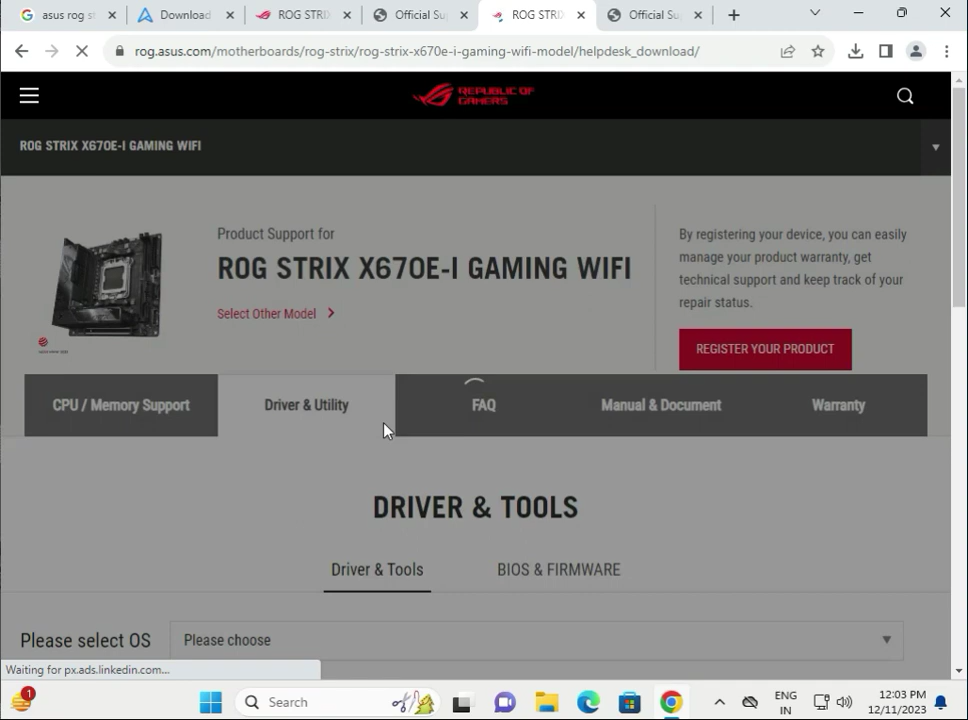 asus rog st
Download
ROG STRI
Official Su
ROG STRI
Official Su
rog.asus.com/motherboards/rog-strix/rog-strix-x670e-i-gaming-wifi-model/helpdesk_download/
REPUBLIC OF
GAMERS
ROG STRIX X670E-I GAMING WIFI
Product Support for
ROG STRIX X670E-I GAMING WIFI
Select Other Model
By registering your device, you can easily
manage your product warranty, get
technical support and keep track of your
repair status.
REGISTER YOUR PRODUCT
CPU / Memory Support
Driver & Utility
FAQ
Manual & Document
Warranty
DRIVER & TOOLS
Driver & Tools
BIOS & FIRMWARE
Please select OS
Please choose
Waiting for px.ads.linkedin.com...
1
Search
ENG
IN
12:03 PM
12/11/2023